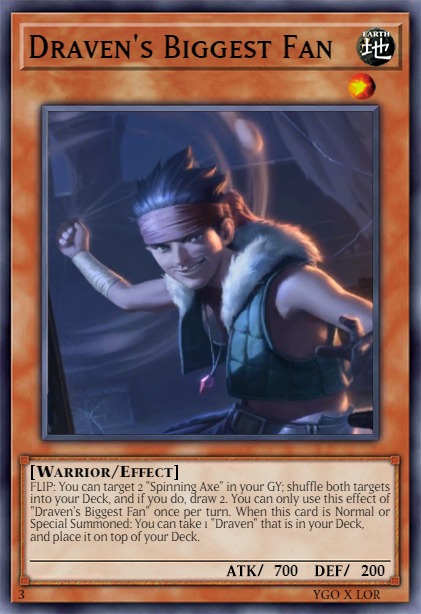 DRAVEN'S BIGGEST FAN
EARTH
地
[WARRIOR/EFFECT]
FLIP: You can target 2 "Spinning Axe" in your GY; shuffle both targets
into your Deck, and if you do, draw 2. You can only use this effect of
"Draven's Biggest Fan" once per turn. When this card is Normal or
Special Summoned: You can take 1 "Draven" that is in your Deck,
and place it on top of your Deck.
ATK/ 700 DEF/ 200
3 YGO X LOR